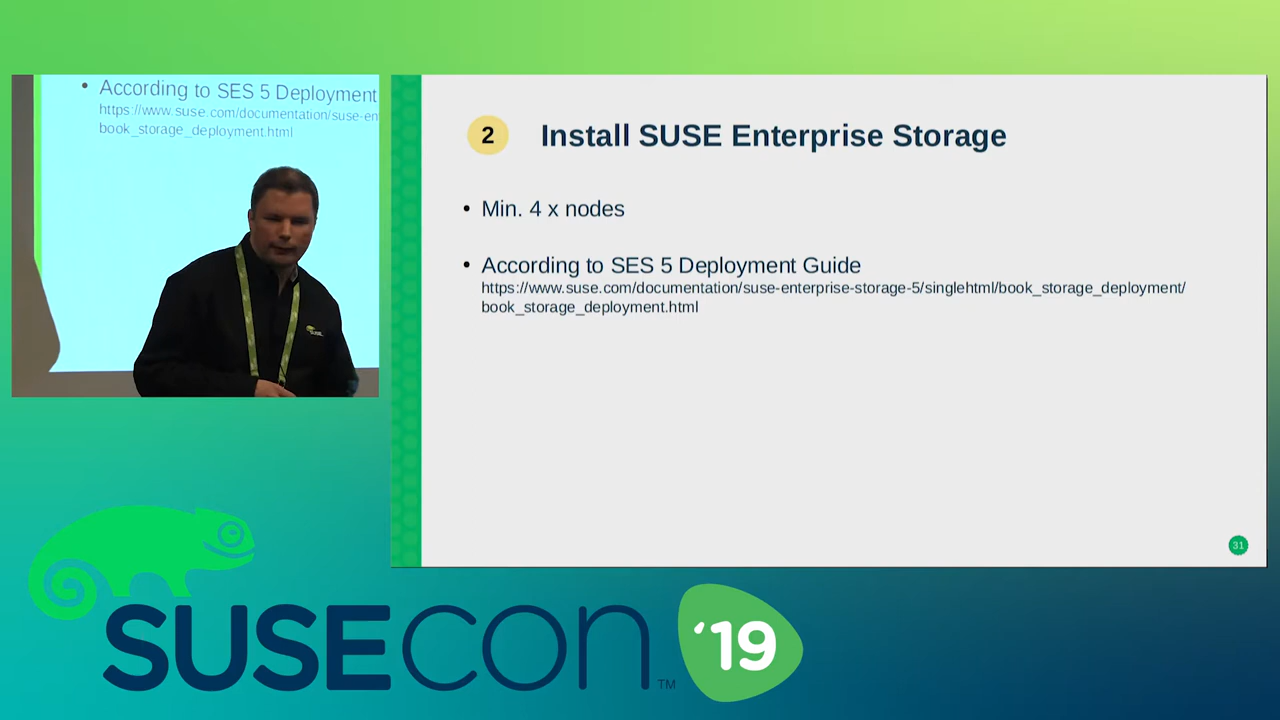 • According to SES 5 Deployment
https://www.suse.com/documentation/suse-en
book_storage_deployment.html
2 Install SUSE Enterprise Storage
• Min. 4 x nodes
• According to SES 5 Deployment Guide
https://www.suse.com/documentation/suse-enterprise-storage-5/singlehtml/book_storage_deployment/
book_storage_deployment.html
31
SUSE
SUSECON ™ ‘19